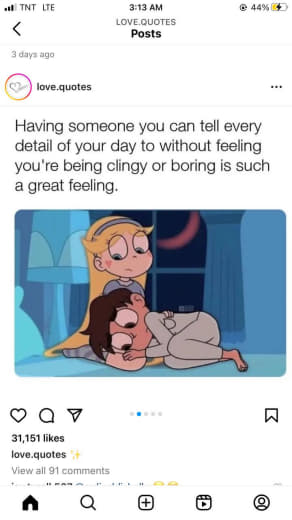 TNT LTE 3:13 AM 44%
LOVE.QUOTES
Posts
3 days ago
love.quotes
Having someone you can tell every
detail of your day to without feeling
you're being clingy or boring is such
a great feeling.
31,151 likes
love.quotes ✨
View all 91 comments